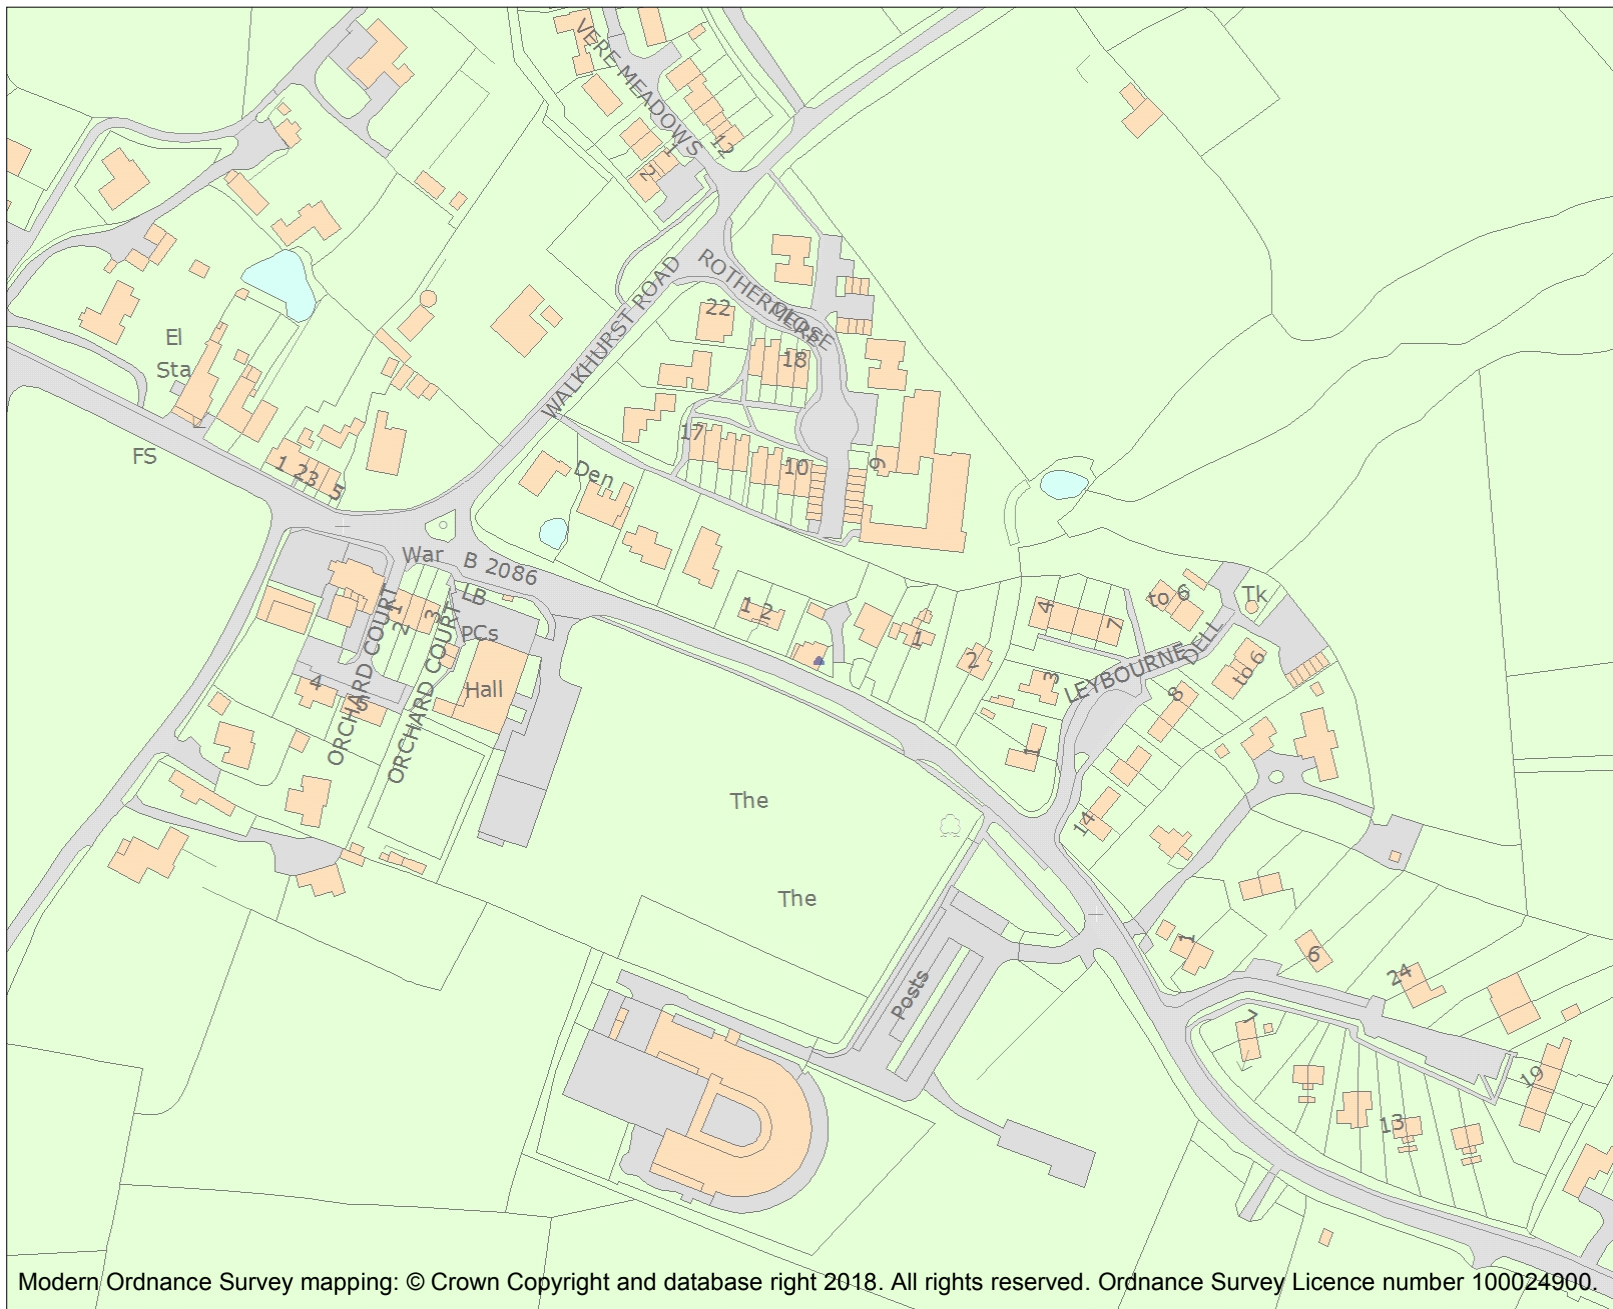 VERE MEADOWS
12
1
2
WALKHURST ROAD
ROTHERMERE
CLOSE
22
18
El
Sta
FS
1 23 5
17
10
9
Den
War
B 2086
LB
PCs
Hall
ORCHARD COURT
ORCHARD COURT
1
2
3
4
5
1 2
1
2
4
7
to 6
Tk
LEYBOURNE
DELL
to 6
3
8
1
14
The
The
Posts
1
6
24
7
13
19
Modern Ordnance Survey mapping: © Crown Copyright and database right 2018. All rights reserved. Ordnance Survey Licence number 100024900.